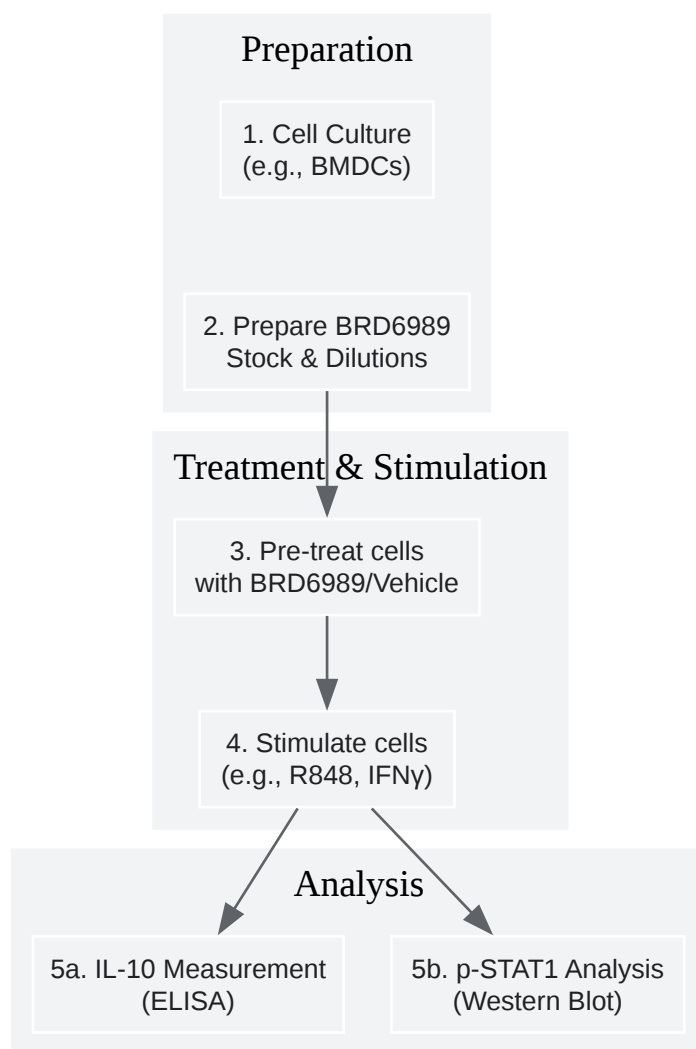 Preparation
1. Cell Culture
(e.g., BMDCs)
2. Prepare BRD6989
Stock & Dilutions
Treatment & Stimulation
3. Pre-treat cells
with BRD6989/Vehicle
4. Stimulate cells
(e.g., R848, IFNγ)
Analysis
5a. IL-10 Measurement
(ELISA)
5b. p-STAT1 Analysis
(Western Blot)